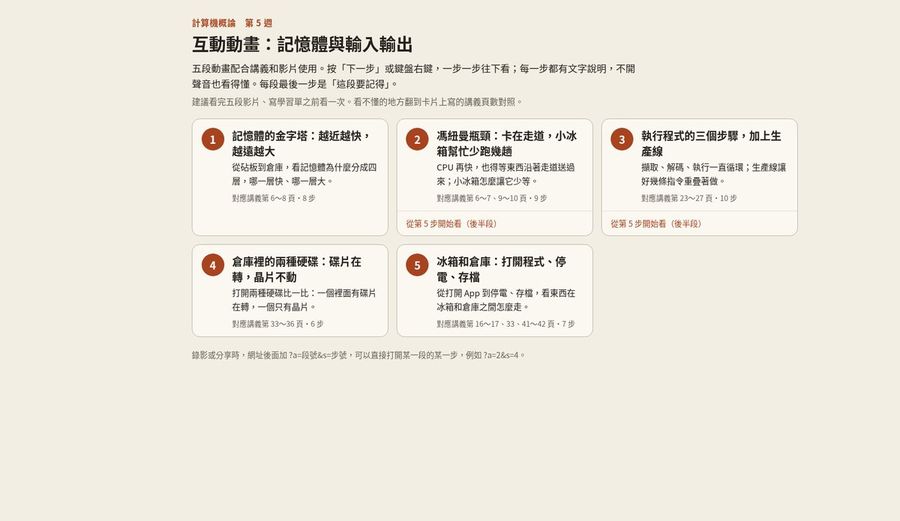 計算機概論　第 5 週
互動動畫：記憶體與輸入輸出
五段動畫配合講義和影片使用。按「下一步」或鍵盤右鍵，一步一步往下看；每一步都有文字說明，不開
聲音也看得懂。每段最後一步是「這段要記得」。
建議看完五段影片、寫學習單之前看一次。看不懂的地方翻到卡片上寫的講義頁數對照。
1
記憶體的金字塔：越近越快，
越遠越大
從砧板到倉庫，看記憶體為什麼分成四
層，哪一層快、哪一層大。
對應講義第 6～8 頁・8 步
2
馮紐曼瓶頸：卡在走道，小冰
箱幫忙少跑幾趟
CPU 再快，也得等東西沿著走道送過
來；小冰箱怎麼讓它少等。
對應講義第 6～7、9～10 頁・9 步
從第 5 步開始看（後半段）
3
執行程式的三個步驟，加上生
產線
擷取、解碼、執行一直循環；生產線讓
好幾條指令重疊著做。
對應講義第 23～27 頁・10 步
從第 5 步開始看（後半段）
4
倉庫裡的兩種硬碟：碟片在
轉，晶片不動
打開兩種硬碟比一比：一個裡面有碟片
在轉，一個只有晶片。
對應講義第 33～36 頁・6 步
5
冰箱和倉庫：打開程式、停
電、存檔
從打開 App 到停電、存檔，看東西在
冰箱和倉庫之間怎麼走。
對應講義第 16～17、33、41～42 頁・7 步
錄影或分享時，網址後面加 ?a=段號&s=步號，可以直接打開某一段的某一步，例如 ?a=2&s=4。